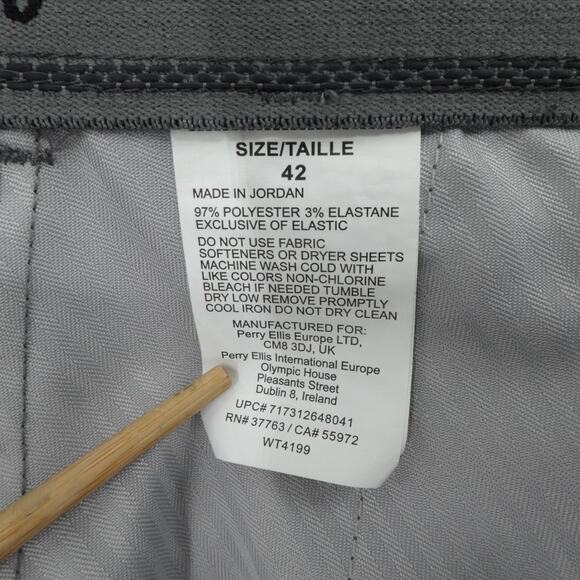 SIZE/TAILLE
42
MADE IN JORDAN
97% POLYESTER 3% ELASTANE
EXCLUSIVE OF ELASTIC
DO NOT USE FABRIC
SOFTENERS OR DRYER SHEETS
MACHINE WASH COLD WITH
LIKE COLORS NON-CHLORINE
BLEACH IF NEEDED TUMBLE
DRY LOW REMOVE PROMPTLY
COOL IRON DO NOT DRY CLEAN
MANUFACTURED FOR:
Perry Ellis Europe LTD,
CM8 3DJ, UK
Perry Ellis International Europe
Olympic House
Pleasants Street
Dublin 8, Ireland
UPC# 717312648041
RN# 37763 / CA# 55972
WT4199